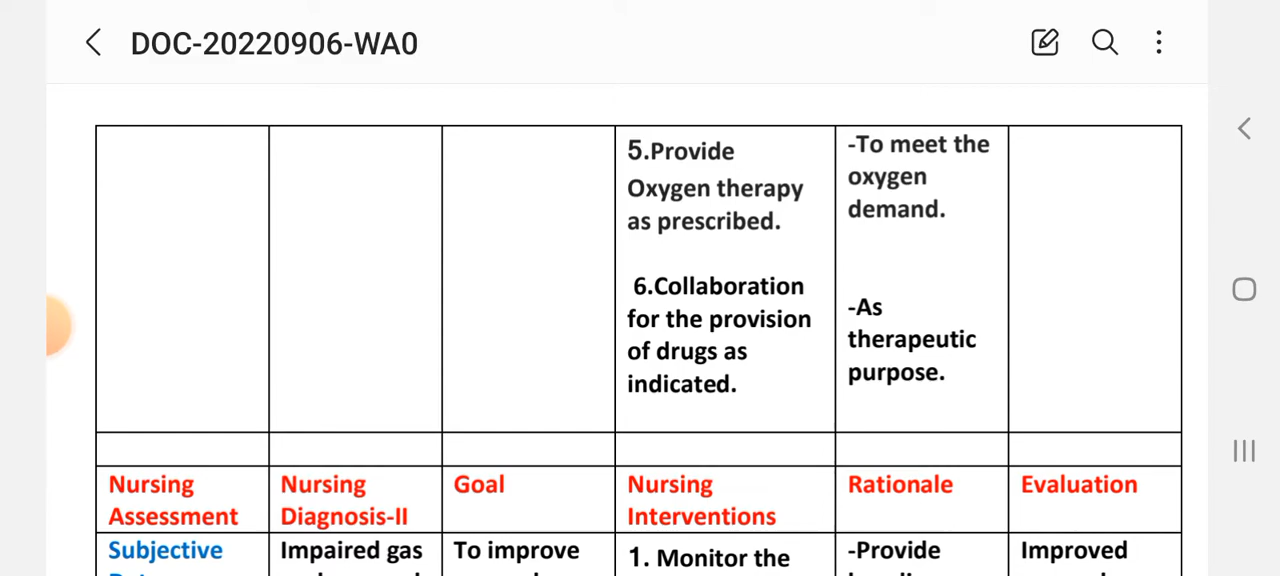 DOC-20220906-WA0
5.Provide
Oxygen therapy
as prescribed.
6.Collaboration
for the provision
of drugs as
indicated.
-To meet the
oxygen
demand.
-As
therapeutic
purpose.
Nursing
Assessment
Nursing
Diagnosis-II
Goal
Nursing
Interventions
Rationale
Evaluation
Subjective
Impaired gas
To improve
1. Monitor the
-Provide
Improved